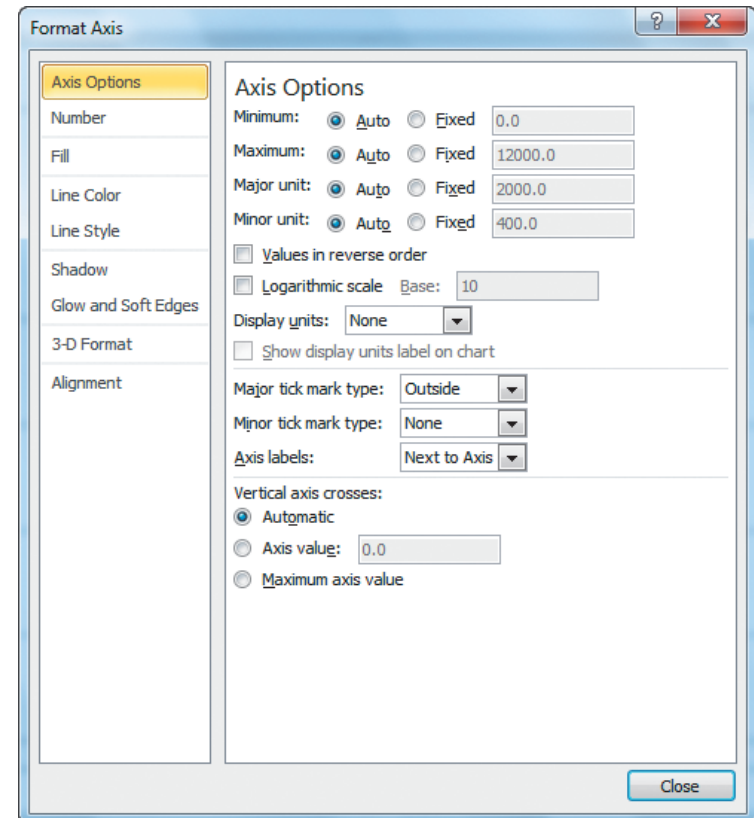 Format Axis
?
X
Axis Options
Number
Fill
Line Color
Line Style
Shadow
Glow and Soft Edges
3-D Format
Alignment
Axis Options
Minimum: Auto Fixed 0.0
Maximum: Auto Fixed 12000.0
Major unit: Auto Fixed 2000.0
Minor unit: Auto Fixed 400.0
Values in reverse order
Logarithmic scale Base: 10
Display units: None
Show display units label on chart
Major tick mark type: Outside
Minor tick mark type: None
Axis labels: Next to Axis
Vertical axis crosses:
Automatic
Axis value: 0.0
Maximum axis value
Close